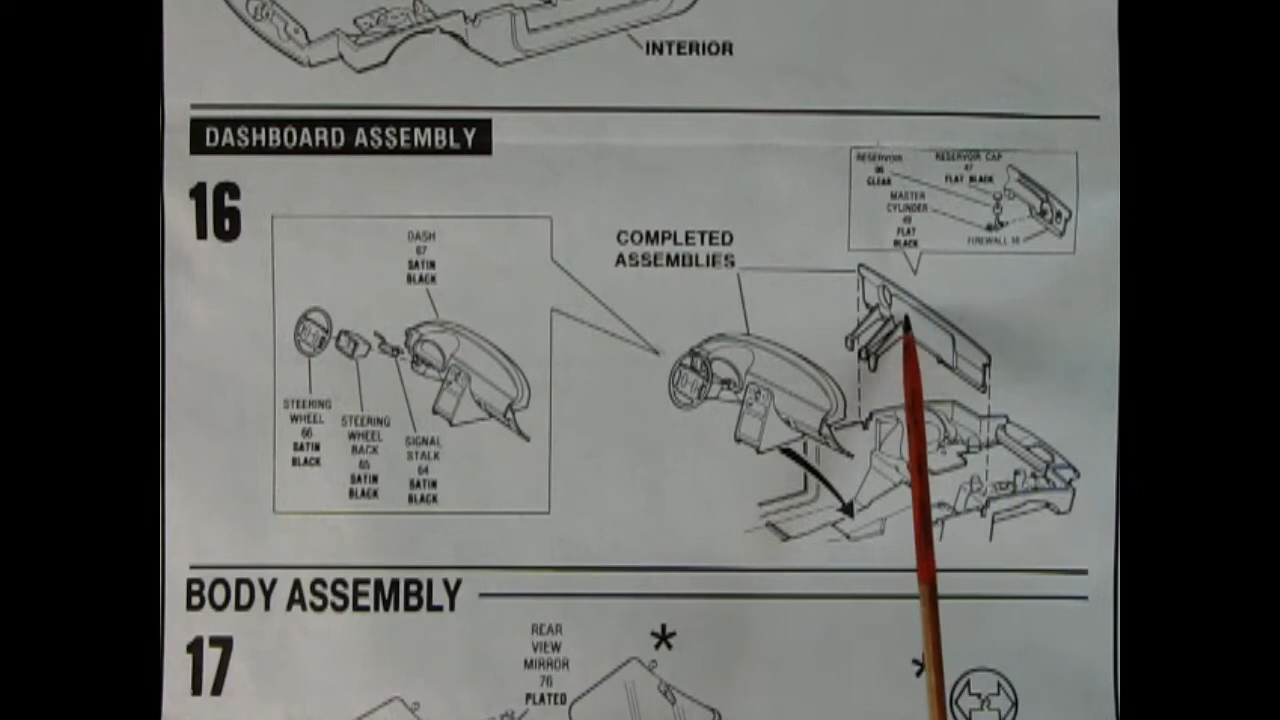 INTERIOR
DASHBOARD ASSEMBLY
16
RESERVOIR
CLEAR
RESERVOIR CAP
47
FLAT BLACK
MASTER
CYLINDER
FLAT
BLACK
FIREWALL
COMPLETED
ASSEMBLIES
DASH
67
SATIN
BLACK
STEERING
WHEEL
66
SATIN
BLACK
STEERING
WHEEL
BACK
65
SATIN
BLACK
SIGNAL
STALK
64
SATIN
BLACK
BODY ASSEMBLY
17
REAR
VIEW
MIRROR
76
PLATED
*